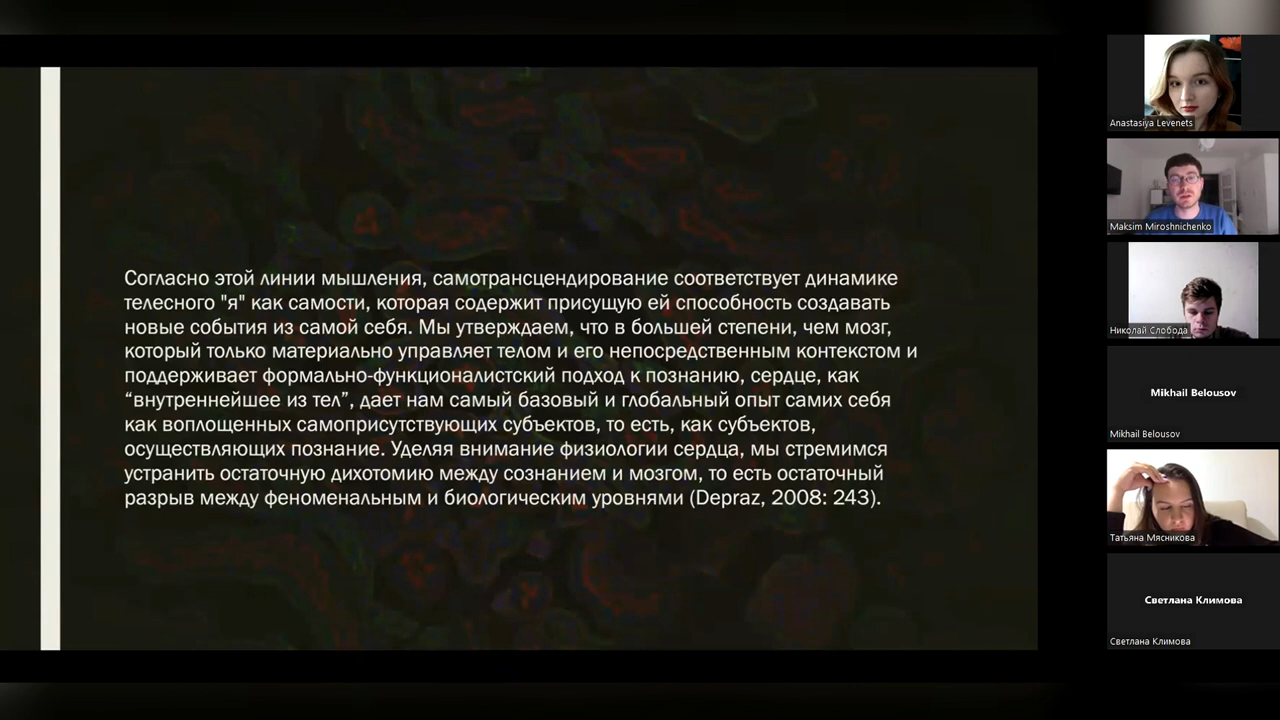 Согласно этой линии мышления, самотрансцендирование соответствует динамике
телесного "я" как самости, которая содержит присущую ей способность создавать
новые события из самой себя. Мы утверждаем, что в большей степени, чем мозг,
который только материально управляет телом и его непосредственным контекстом и
поддерживает формально-функционалистский подход к познанию, сердце, как
“внутреннейшее из тел”, дает нам самый базовый и глобальный опыт самих себя
как воплощенных самоприсутствующих субъектов, то есть, как субъектов,
осуществляющих познание. Уделяя внимание физиологии сердца, мы стремимся
устранить остаточную дихотомию между сознанием и мозгом, то есть остаточный
разрыв между феноменальным и биологическим уровнями (Depraz, 2008: 243).
Anastasiya Levenets
Maksim Miroshnichenko
Николай Слобода
Mikhail Belousov
Mikhail Belousov
Татьяна Мясникова
Светлана Климова
Светлана Климова